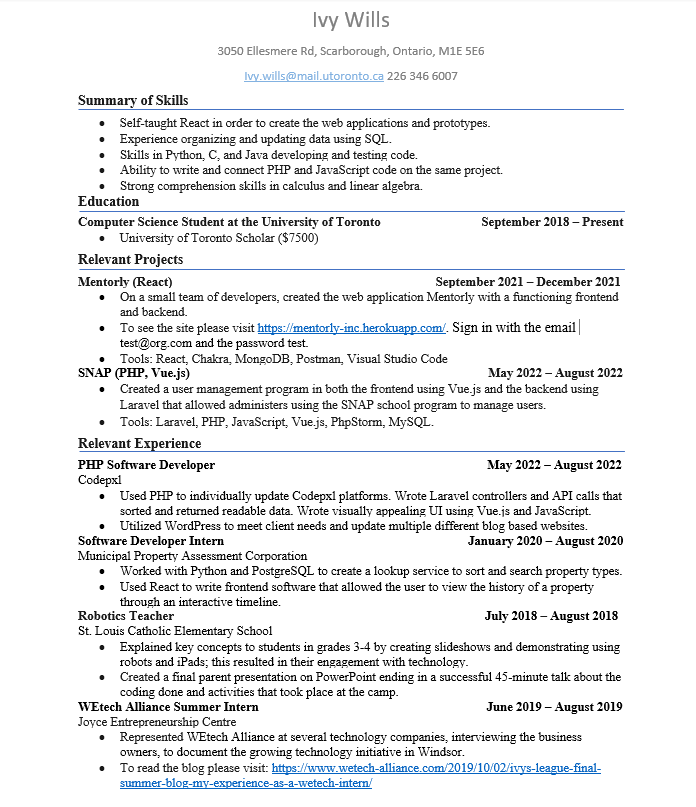 Ivy Wills
3050 Ellesmere Rd, Scarborough, Ontario, M1E 5E6
Ivy.wills@mail.utoronto.ca 226 346 6007
Summary of Skills
• Self-taught React in order to create the web applications and prototypes.
• Experience organizing and updating data using SQL.
• Skills in Python, C, and Java developing and testing code.
• Ability to write and connect PHP and JavaScript code on the same project.
• Strong comprehension skills in calculus and linear algebra.
Education
Computer Science Student at the University of Toronto September 2018 – Present
• University of Toronto Scholar ($7500)
Relevant Projects
Mentorly (React) September 2021 – December 2021
• On a small team of developers, created the web application Mentorly with a functioning frontend
and backend.
• To see the site please visit https://mentorly-inc.herokuapp.com/. Sign in with the email
test@org.com and the password test.
• Tools: React, Chakra, MongoDB, Postman, Visual Studio Code
SNAP (PHP, Vue.js) May 2022 – August 2022
• Created a user management program in both the frontend using Vue.js and the backend using
Laravel that allowed administers using the SNAP school program to manage users.
• Tools: Laravel, PHP, JavaScript, Vue.js, PhpStorm, MySQL.
Relevant Experience
PHP Software Developer May 2022 – August 2022
Codepxl
• Used PHP to individually update Codepxl platforms. Wrote Laravel controllers and API calls that
sorted and returned readable data. Wrote visually appealing UI using Vue.js and JavaScript.
• Utilized WordPress to meet client needs and update multiple different blog based websites.
Software Developer Intern January 2020 – August 2020
Municipal Property Assessment Corporation
• Worked with Python and PostgreSQL to create a lookup service to sort and search property types.
• Used React to write frontend software that allowed the user to view the history of a property
through an interactive timeline.
Robotics Teacher July 2018 – August 2018
St. Louis Catholic Elementary School
• Explained key concepts to students in grades 3-4 by creating slideshows and demonstrating using
robots and iPads; this resulted in their engagement with technology.
• Created a final parent presentation on PowerPoint ending in a successful 45-minute talk about the
coding done and activities that took place at the camp.
WEtech Alliance Summer Intern June 2019 – August 2019
Joyce Entrepreneurship Centre
• Represented WEtech Alliance at several technology companies, interviewing the business
owners, to document the growing technology initiative in Windsor.
• To read the blog please visit: https://www.wetech-alliance.com/2019/10/02/ivys-league-final-
summer-blog-my-experience-as-a-wetech-intern/